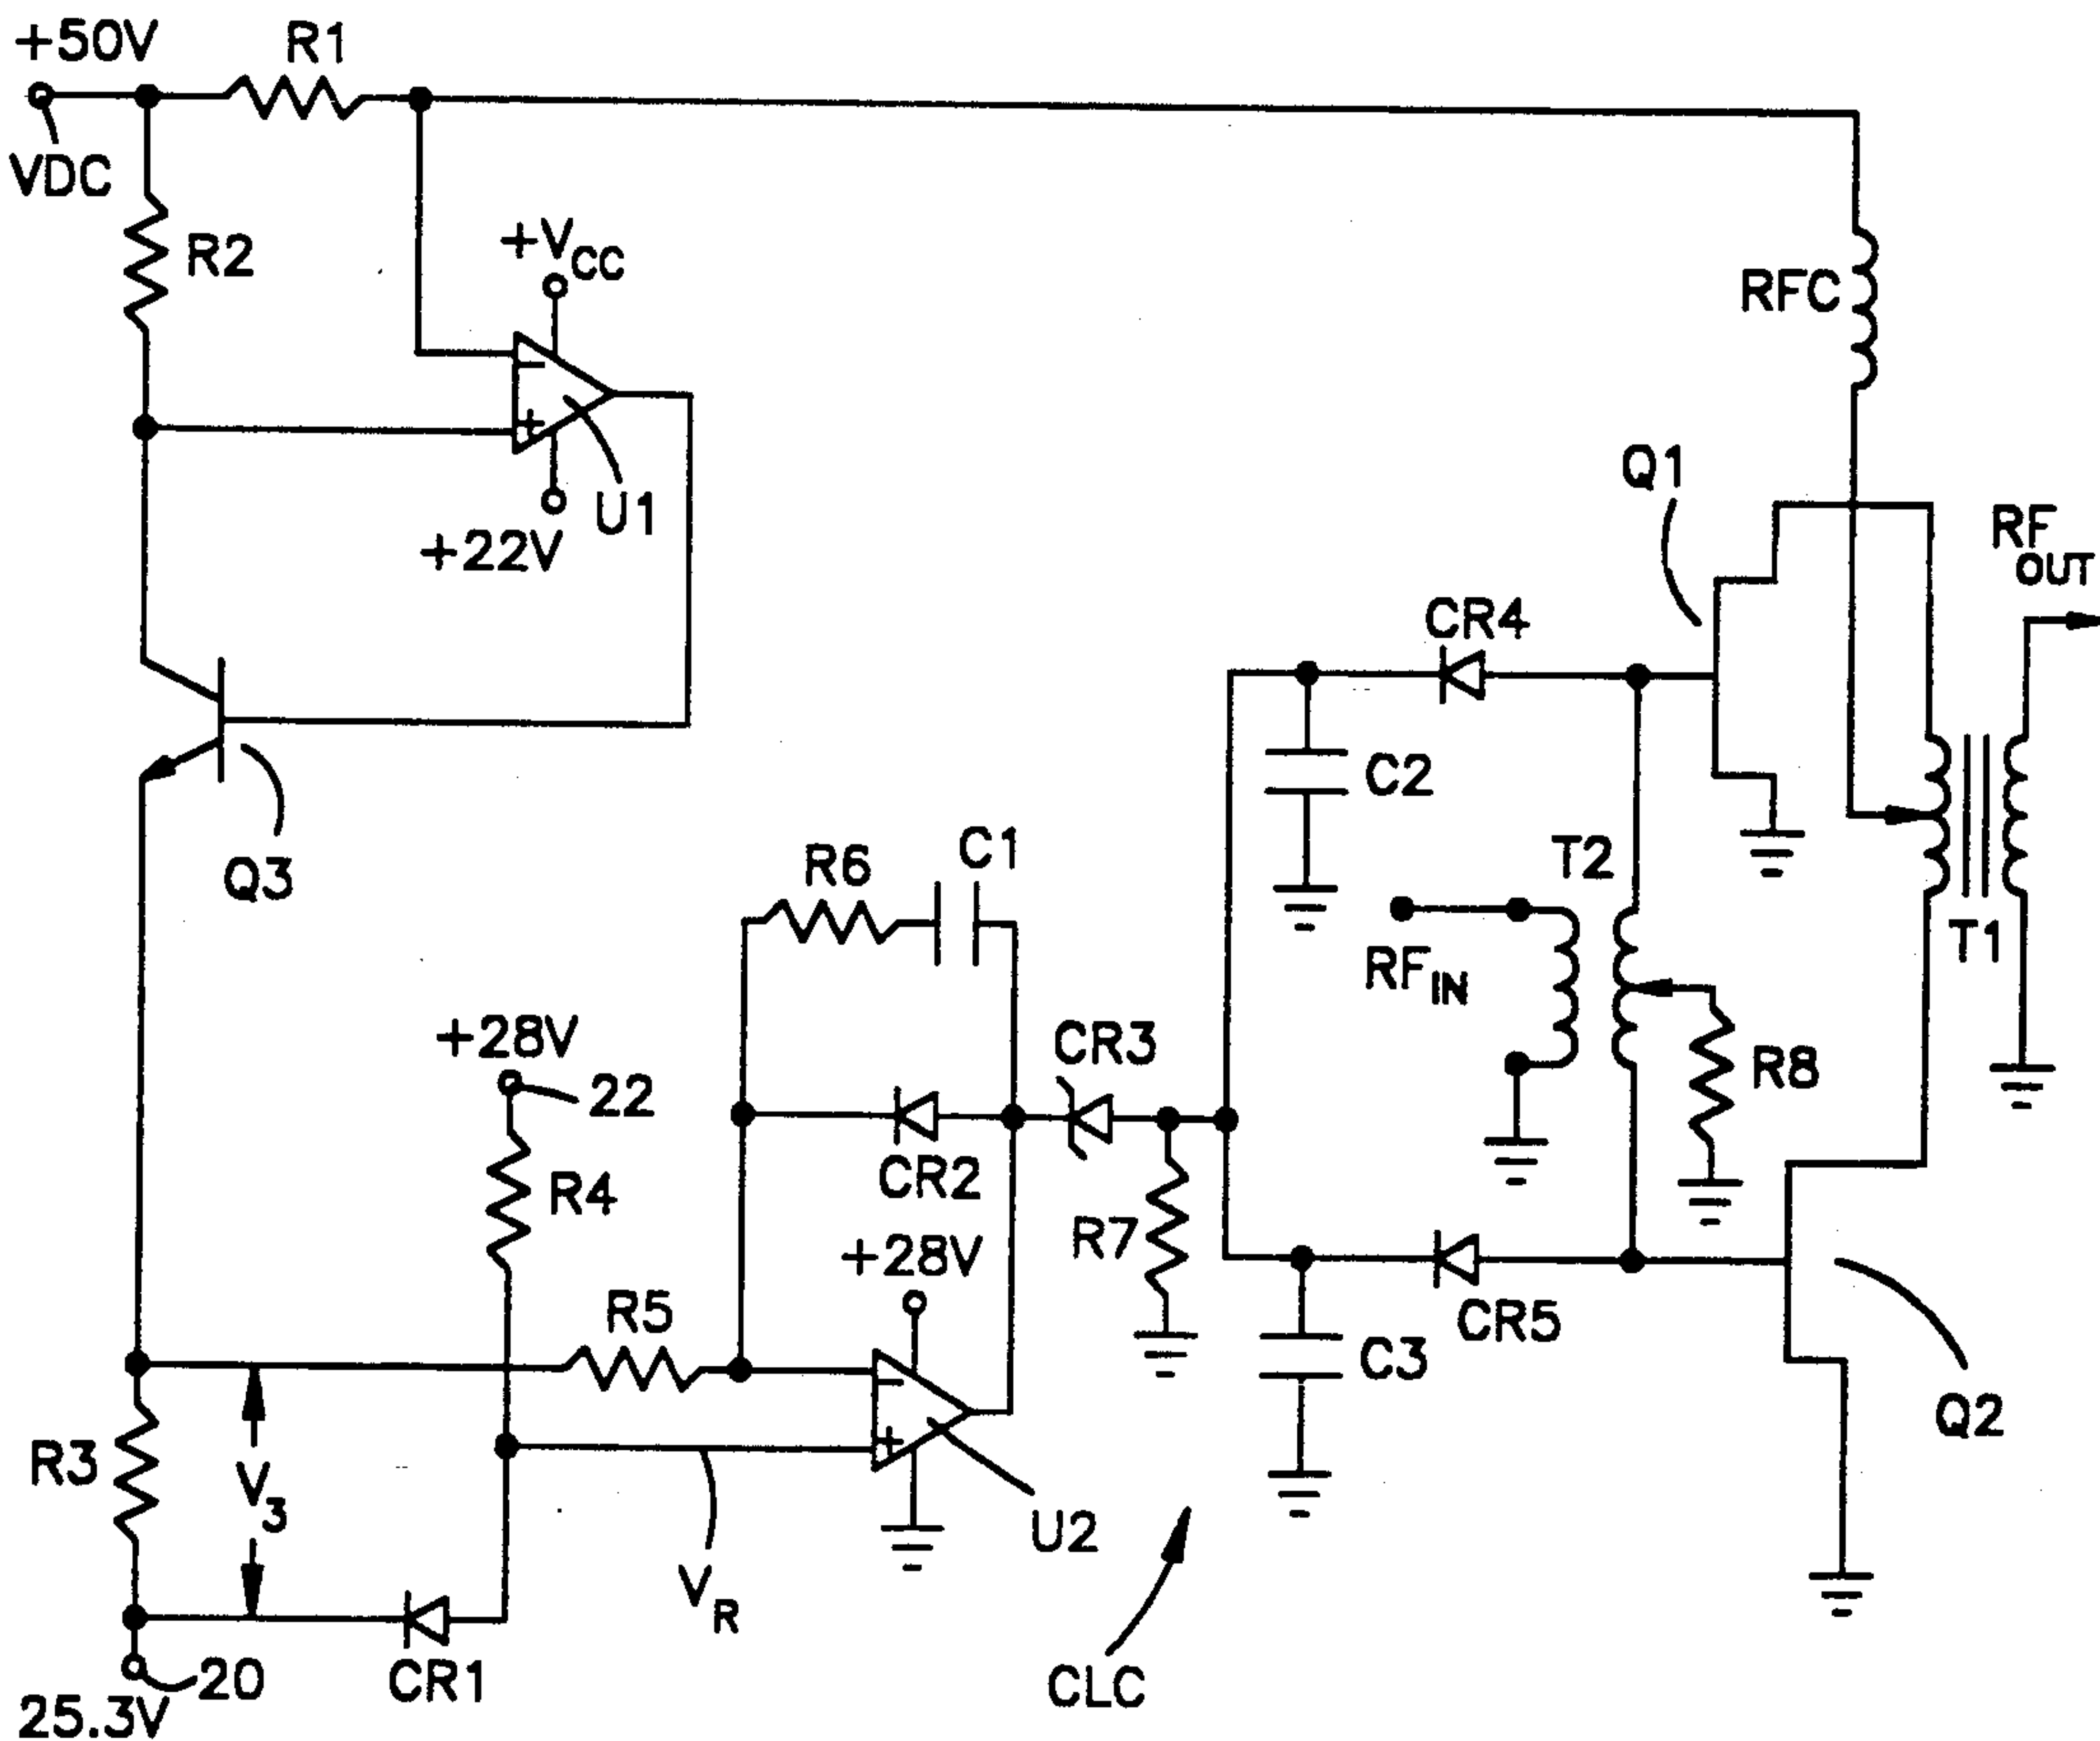 +50V
R1
VDC
R2
+VCC
RFC
U1
+22V
Q1
RF OUT
CR4
C2
Q3
R6
C1
T2
T1
RFIN
+28V
22
CR3
R8
R4
CR2
R7
+28V
R5
CR5
C3
Q2
R3
V3
U2
VR
CR1
20
25.3V
CLC